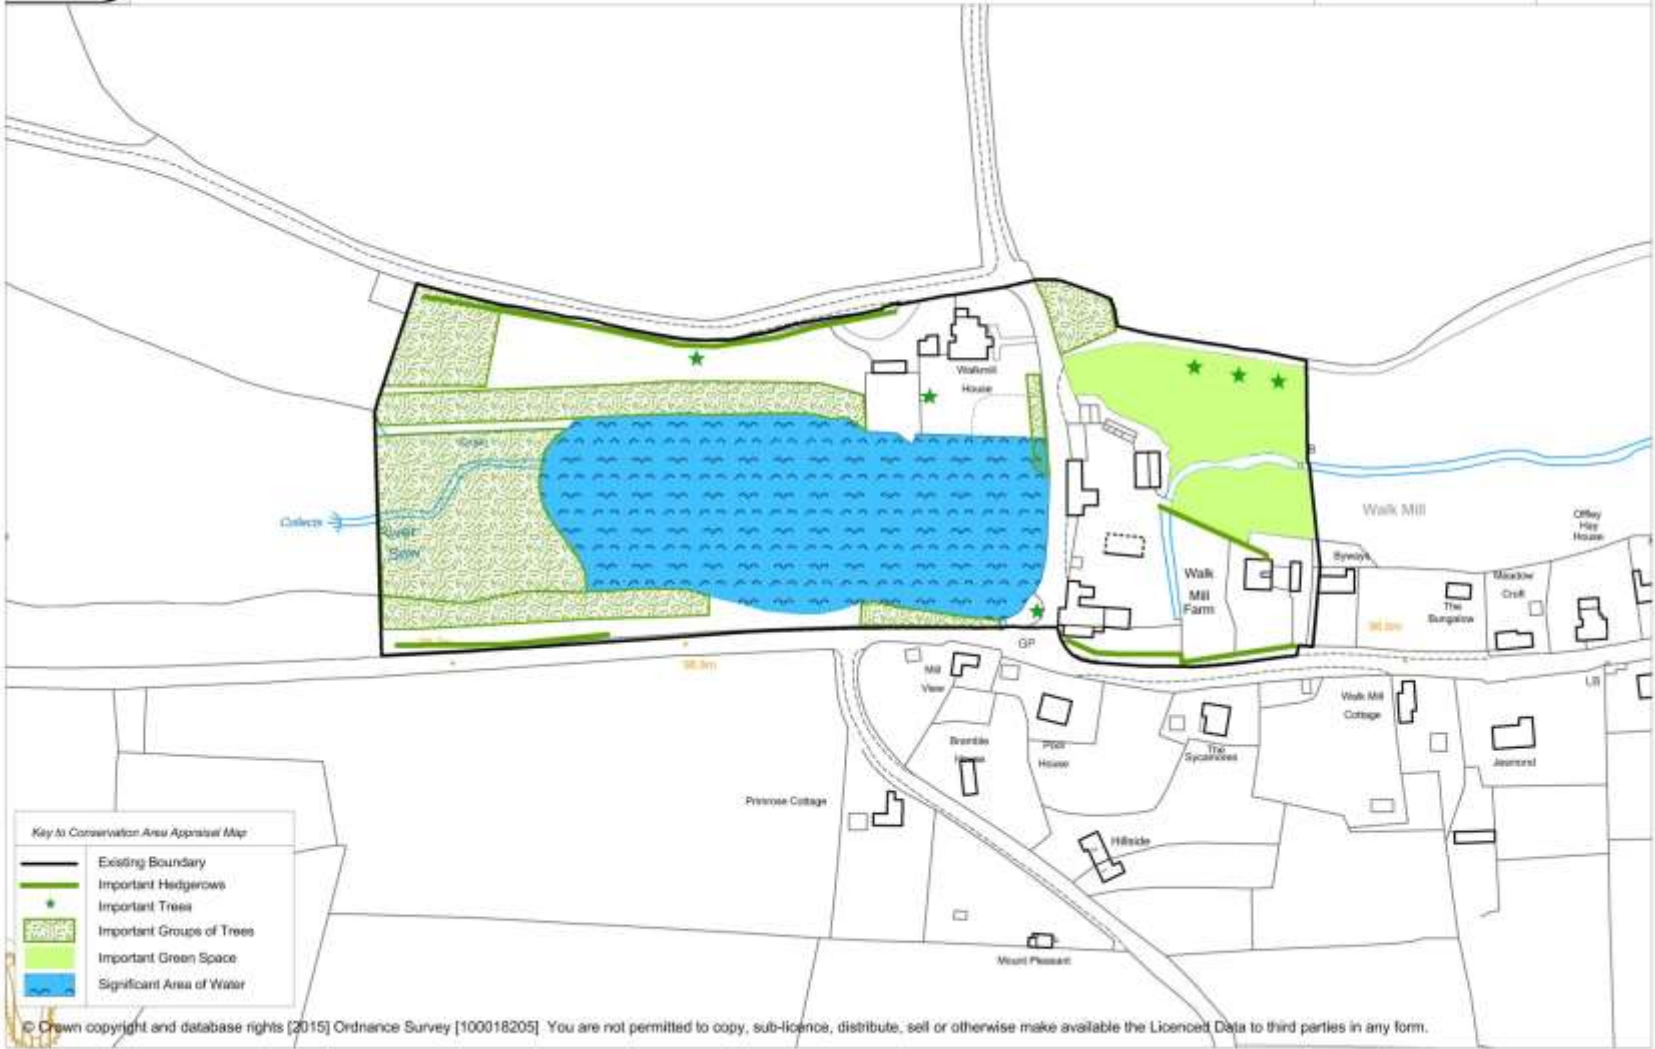 Walkmill
House
Collects
River
Sow
Walk Mill
Offley
Hay
House
Byways
Meadow
Croft
The
Bungalow
Walk
Mill
Farm
GP
98.8m
Mill
View
Walk Mill
Cottage
LB
Bramble
House
Pool
House
The
Sycamores
Jesmond
Primrose Cottage
Hillside
Mount Pleasant
Key to Conservation Area Appraisal Map
Existing Boundary
Important Hedgerows
Important Trees
Important Groups of Trees
Important Green Space
Significant Area of Water
© Crown copyright and database rights [2015] Ordnance Survey [100018205] You are not permitted to copy, sub-licence, distribute, sell or otherwise make available the Licenced Data to third parties in any form.